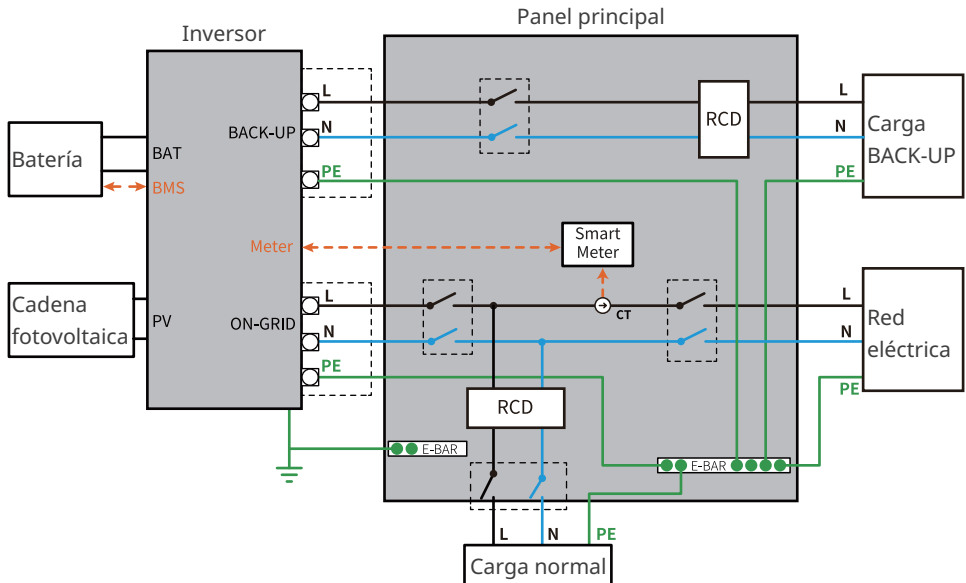 Panel principal
Inversor
L
L
RCD
BACK-UP
N
N
Carga
BACK-UP
Batería
BAT
PE
PE
BMS
Smart
Meter
Meter
Cadena
fotovoltaica
L
L
CT
PV
ON-GRID
N
N
Red
eléctrica
PE
PE
RCD
E-BAR
E-BAR
L
N
PE
Carga normal